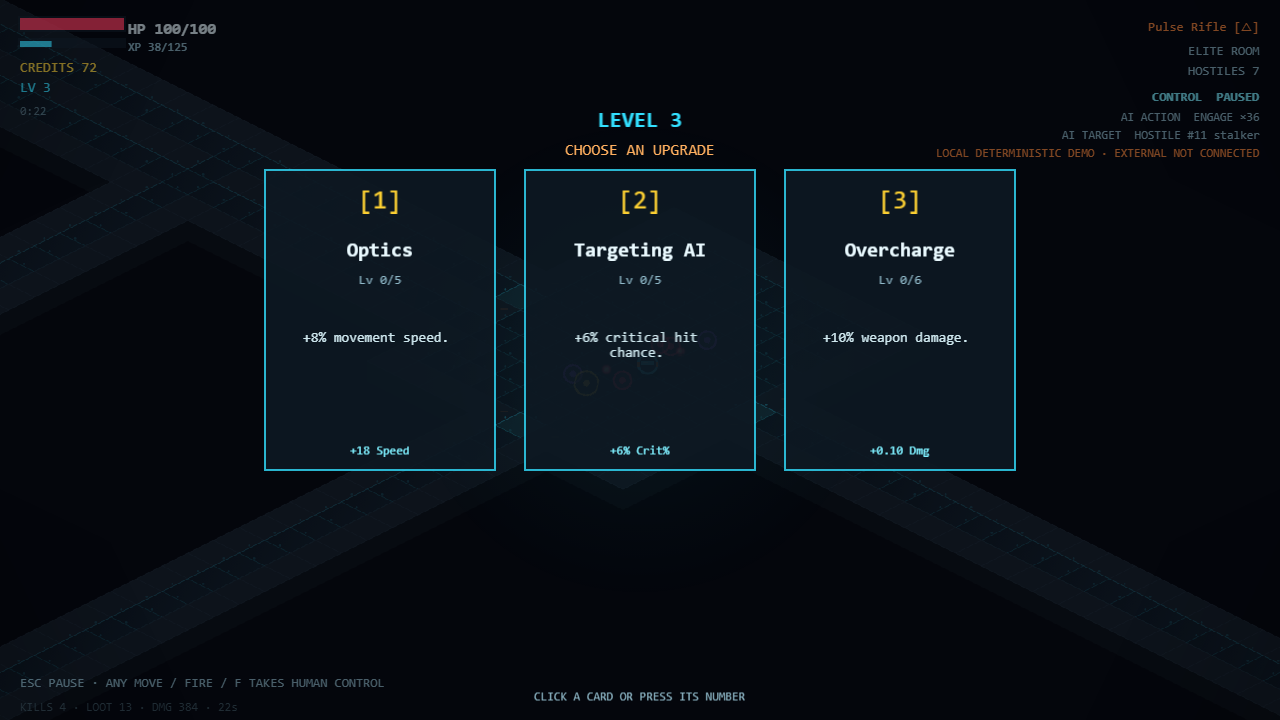 HP 100/100
XP 38/125
CREDITS 72
LV 3
0:22
Pulse Rifle [△]
ELITE ROOM
HOSTILES 7
CONTROL PAUSED
AI ACTION ENGAGE ×36
AI TARGET HOSTILE #11 stalker
LOCAL DETERMINISTIC DEMO · EXTERNAL NOT CONNECTED
LEVEL 3
CHOOSE AN UPGRADE
[1]
Optics
Lv 0/5
+8% movement speed.
+18 Speed
[2]
Targeting AI
Lv 0/5
+6% critical hit
chance.
+6% Crit%
[3]
Overcharge
Lv 0/6
+10% weapon damage.
+0.10 Dmg
ESC PAUSE · ANY MOVE / FIRE / F TAKES HUMAN CONTROL
KILLS 4 · LOOT 13 · DMG 384 · 22s
CLICK A CARD OR PRESS ITS NUMBER